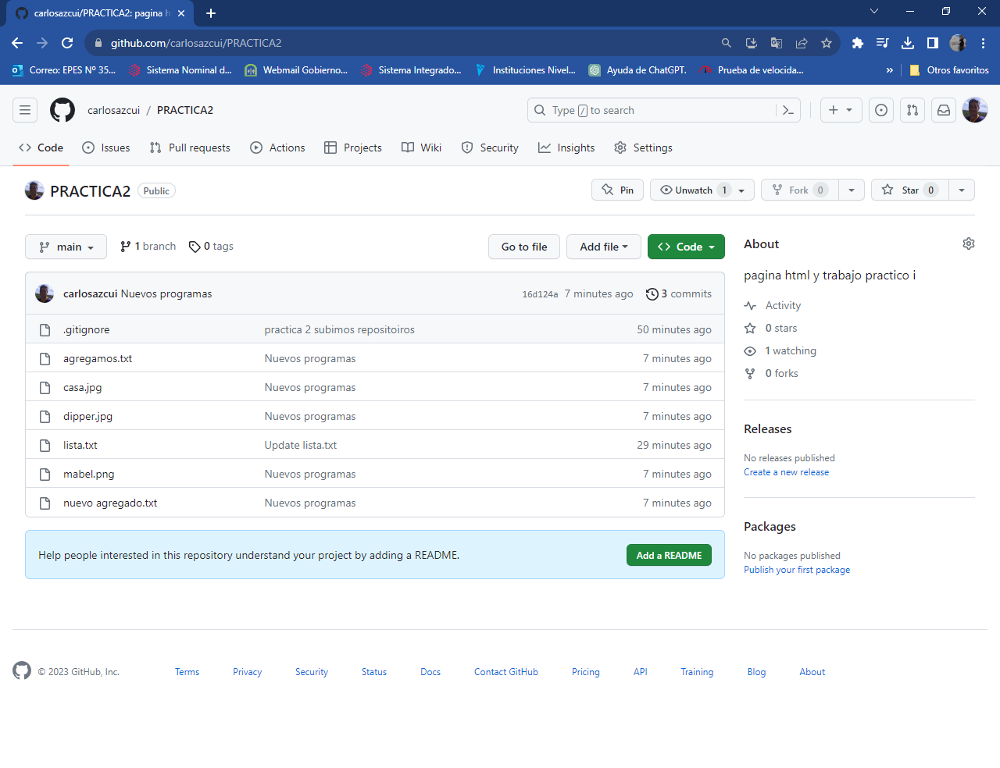 carlosazcui/PRACTICA2: pagina h
github.com/carlosazcui/PRACTICA2
Correo: EPES Nº 35... Sistema Nominal d... Webmail Gobierno... Sistema Integrado... Instituciones Nivel... Ayuda de ChatGPT. Prueba de velocida... » Otros favoritos
carlosazcui / PRACTICA2 Type / to search
Code Issues Pull requests Actions Projects Wiki Security Insights Settings
PRACTICA2 Public Pin Unwatch 1 Fork 0 Star 0
main 1 branch 0 tags Go to file Add file Code
carlosazcui Nuevos programas 16d124a 7 minutes ago 3 commits
.gitignore practica 2 subimos repositoiros 50 minutes ago
agregamos.txt Nuevos programas 7 minutes ago
casa.jpg Nuevos programas 7 minutes ago
dipper.jpg Nuevos programas 7 minutes ago
lista.txt Update lista.txt 29 minutes ago
mabel.png Nuevos programas 7 minutes ago
nuevo agregado.txt Nuevos programas 7 minutes ago
Help people interested in this repository understand your project by adding a README. Add a README
About
pagina html y trabajo practico i
Activity
0 stars
1 watching
0 forks
Releases
No releases published
Create a new release
Packages
No packages published
Publish your first package
© 2023 GitHub, Inc. Terms Privacy Security Status Docs Contact GitHub Pricing API Training Blog About